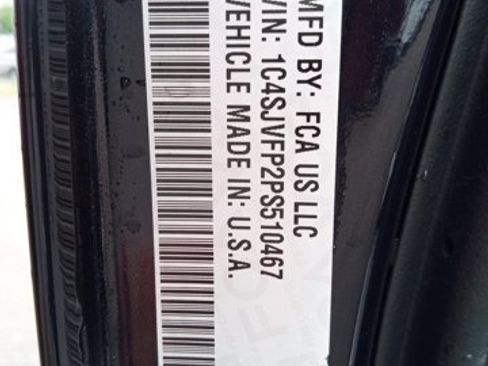 MFD BY: FCA US LLC
VIN: 1C4SJVFP2PS510467
VEHICLE MADE IN: U.S.A.